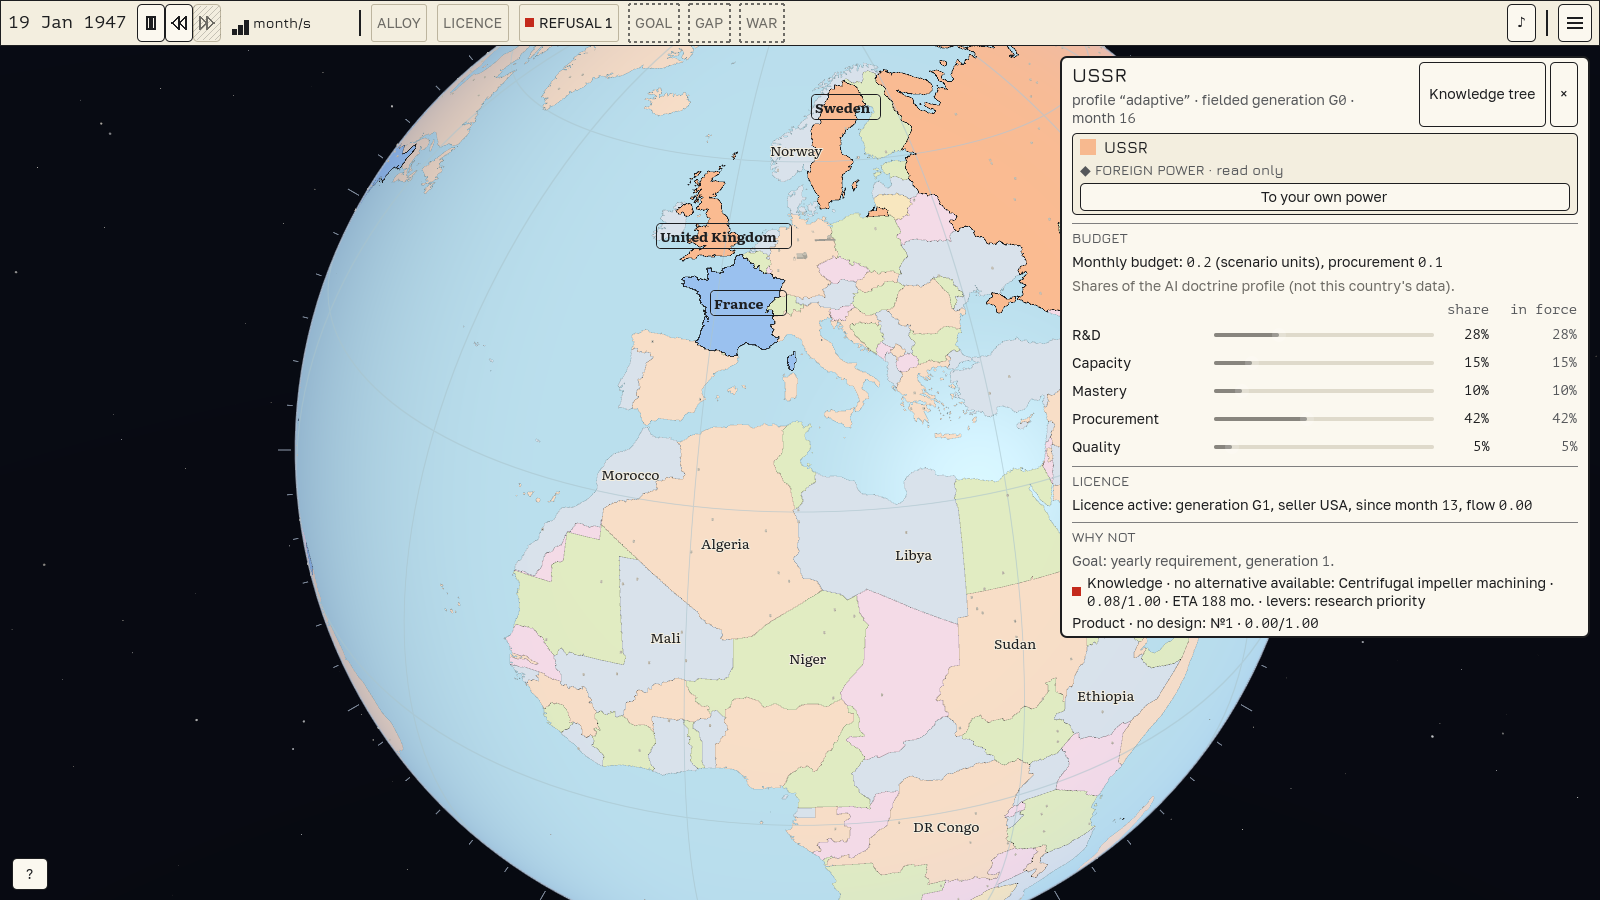 19 Jan 1947
month/s
ALLOY
LICENCE
REFUSAL 1
GOAL
GAP
WAR
♪
USSR
profile “adaptive” · fielded generation G0 ·
month 16
Knowledge tree
×
USSR
◆ FOREIGN POWER · read only
To your own power
BUDGET
Monthly budget: 0.2 (scenario units), procurement 0.1
Shares of the AI doctrine profile (not this country's data).
share in force
R&D 28% 28%
Capacity 15% 15%
Mastery 10% 10%
Procurement 42% 42%
Quality 5% 5%
LICENCE
Licence active: generation G1, seller USA, since month 13, flow 0.00
WHY NOT
Goal: yearly requirement, generation 1.
Knowledge · no alternative available: Centrifugal impeller machining ·
0.08/1.00 · ETA 188 mo. · levers: research priority
Product · no design: №1 · 0.00/1.00
Sweden
Norway
United Kingdom
France
Morocco
Algeria
Libya
Mali
Niger
Sudan
Ethiopia
DR Congo
?